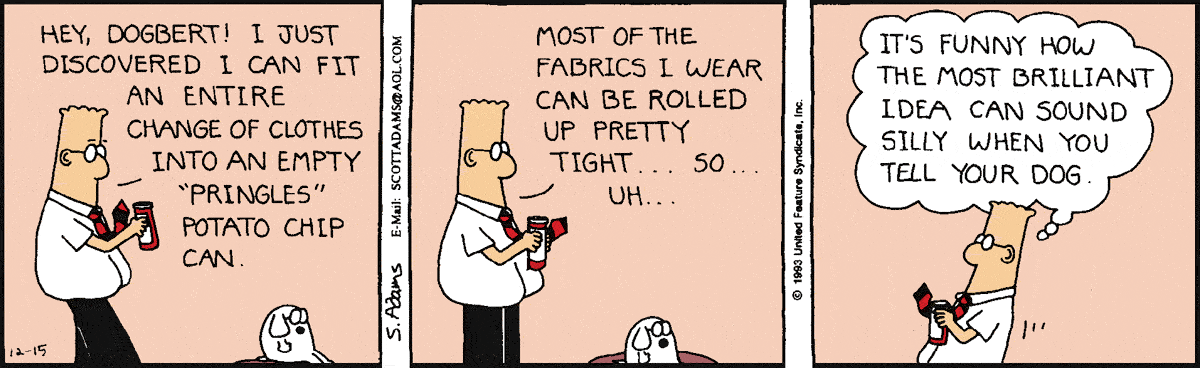 HEY, DOGBERT! I JUST
DISCOVERED I CAN FIT
AN ENTIRE
CHANGE OF CLOTHES
INTO AN EMPTY
"PRINGLES"
POTATO CHIP
CAN.
12-15
S. Adams E-Mail: SCOTTADAMS@AOL.COM
MOST OF THE
FABRICS I WEAR
CAN BE ROLLED
UP PRETTY
TIGHT... SO...
UH...
© 1993 United Feature Syndicate, Inc.
IT'S FUNNY HOW
THE MOST BRILLIANT
IDEA CAN SOUND
SILLY WHEN YOU
TELL YOUR DOG.